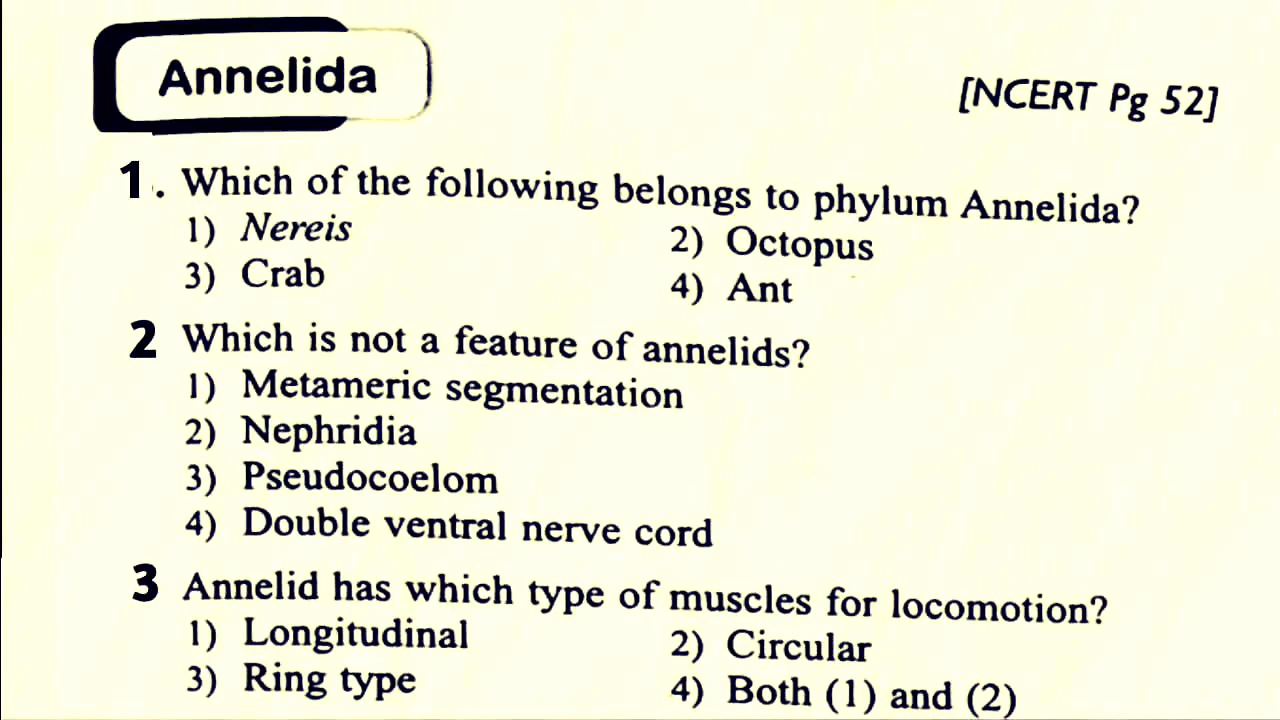 Annelida
[NCERT Pg 52]
1. Which of the following belongs to phylum Annelida?
1) Nereis 2) Octopus
3) Crab 4) Ant
2 Which is not a feature of annelids?
1) Metameric segmentation
2) Nephridia
3) Pseudocoelom
4) Double ventral nerve cord
3 Annelid has which type of muscles for locomotion?
1) Longitudinal 2) Circular
3) Ring type 4) Both (1) and (2)